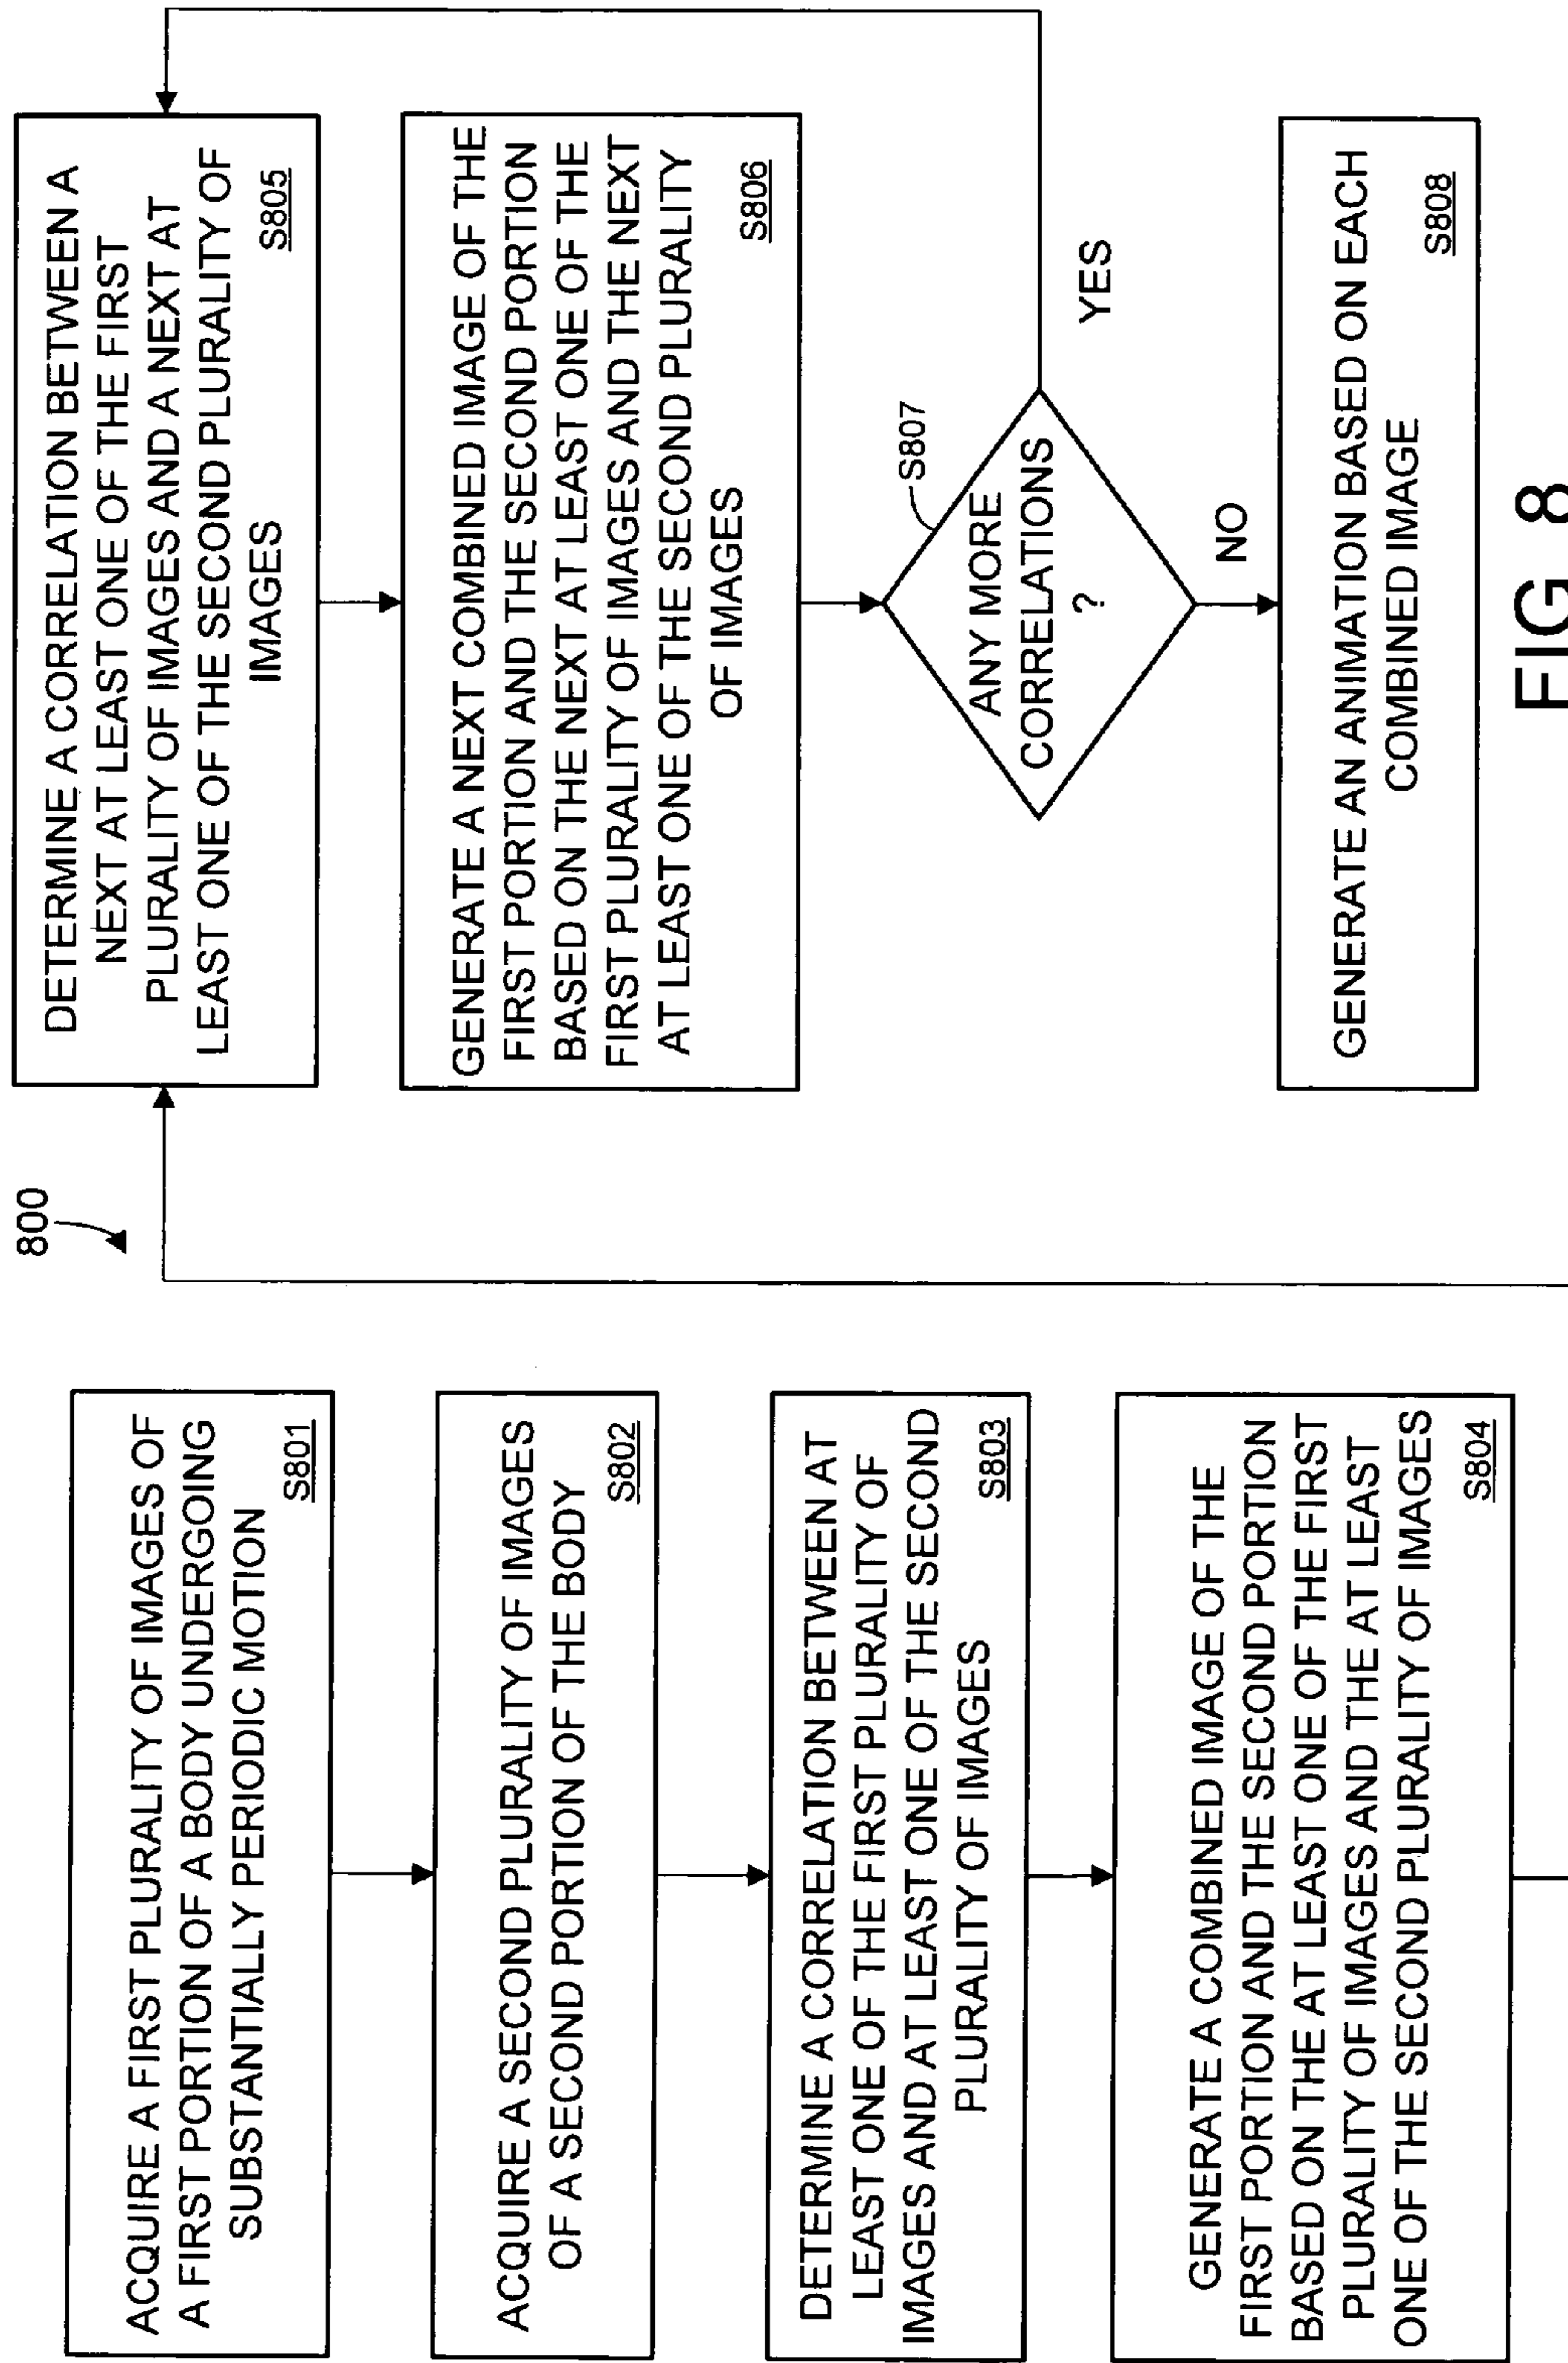 800
ACQUIRE A FIRST PLURALITY OF IMAGES OF
A FIRST PORTION OF A BODY UNDERGOING
SUBSTANTIALLY PERIODIC MOTION
S801
ACQUIRE A SECOND PLURALITY OF IMAGES
OF A SECOND PORTION OF THE BODY
S802
DETERMINE A CORRELATION BETWEEN AT
LEAST ONE OF THE FIRST PLURALITY OF
IMAGES AND AT LEAST ONE OF THE SECOND
PLURALITY OF IMAGES
S803
GENERATE A COMBINED IMAGE OF THE
FIRST PORTION AND THE SECOND PORTION
BASED ON THE AT LEAST ONE OF THE FIRST
PLURALITY OF IMAGES AND THE AT LEAST
ONE OF THE SECOND PLURALITY OF IMAGES
S804
DETERMINE A CORRELATION BETWEEN A
NEXT AT LEAST ONE OF THE FIRST
PLURALITY OF IMAGES AND A NEXT AT
LEAST ONE OF THE SECOND PLURALITY OF
IMAGES
S805
GENERATE A NEXT COMBINED IMAGE OF THE
FIRST PORTION AND THE SECOND PORTION
BASED ON THE NEXT AT LEAST ONE OF THE
FIRST PLURALITY OF IMAGES AND THE NEXT
AT LEAST ONE OF THE SECOND PLURALITY
OF IMAGES
S806
S807
ANY MORE
CORRELATIONS
?
YES
NO
GENERATE AN ANIMATION BASED ON EACH
COMBINED IMAGE
S808
FIG. 8